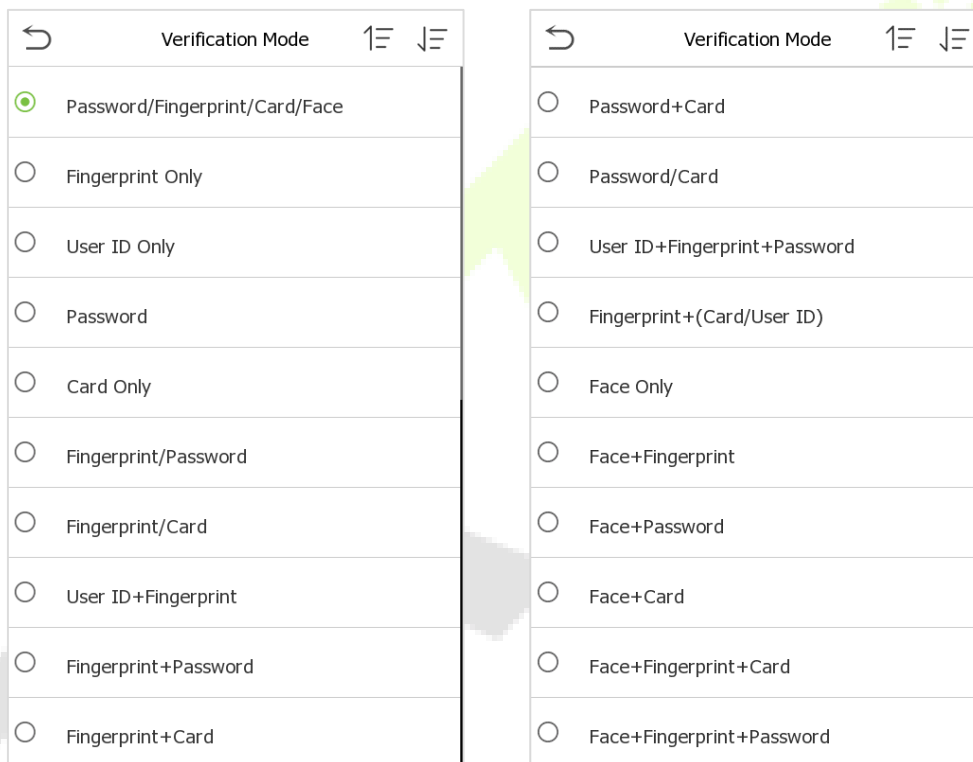 Verification Mode
Password/Fingerprint/Card/Face
Fingerprint Only
User ID Only
Password
Card Only
Fingerprint/Password
Fingerprint/Card
User ID+Fingerprint
Fingerprint+Password
Fingerprint+Card
Verification Mode
Password+Card
Password/Card
User ID+Fingerprint+Password
Fingerprint+(Card/User ID)
Face Only
Face+Fingerprint
Face+Password
Face+Card
Face+Fingerprint+Card
Face+Fingerprint+Password